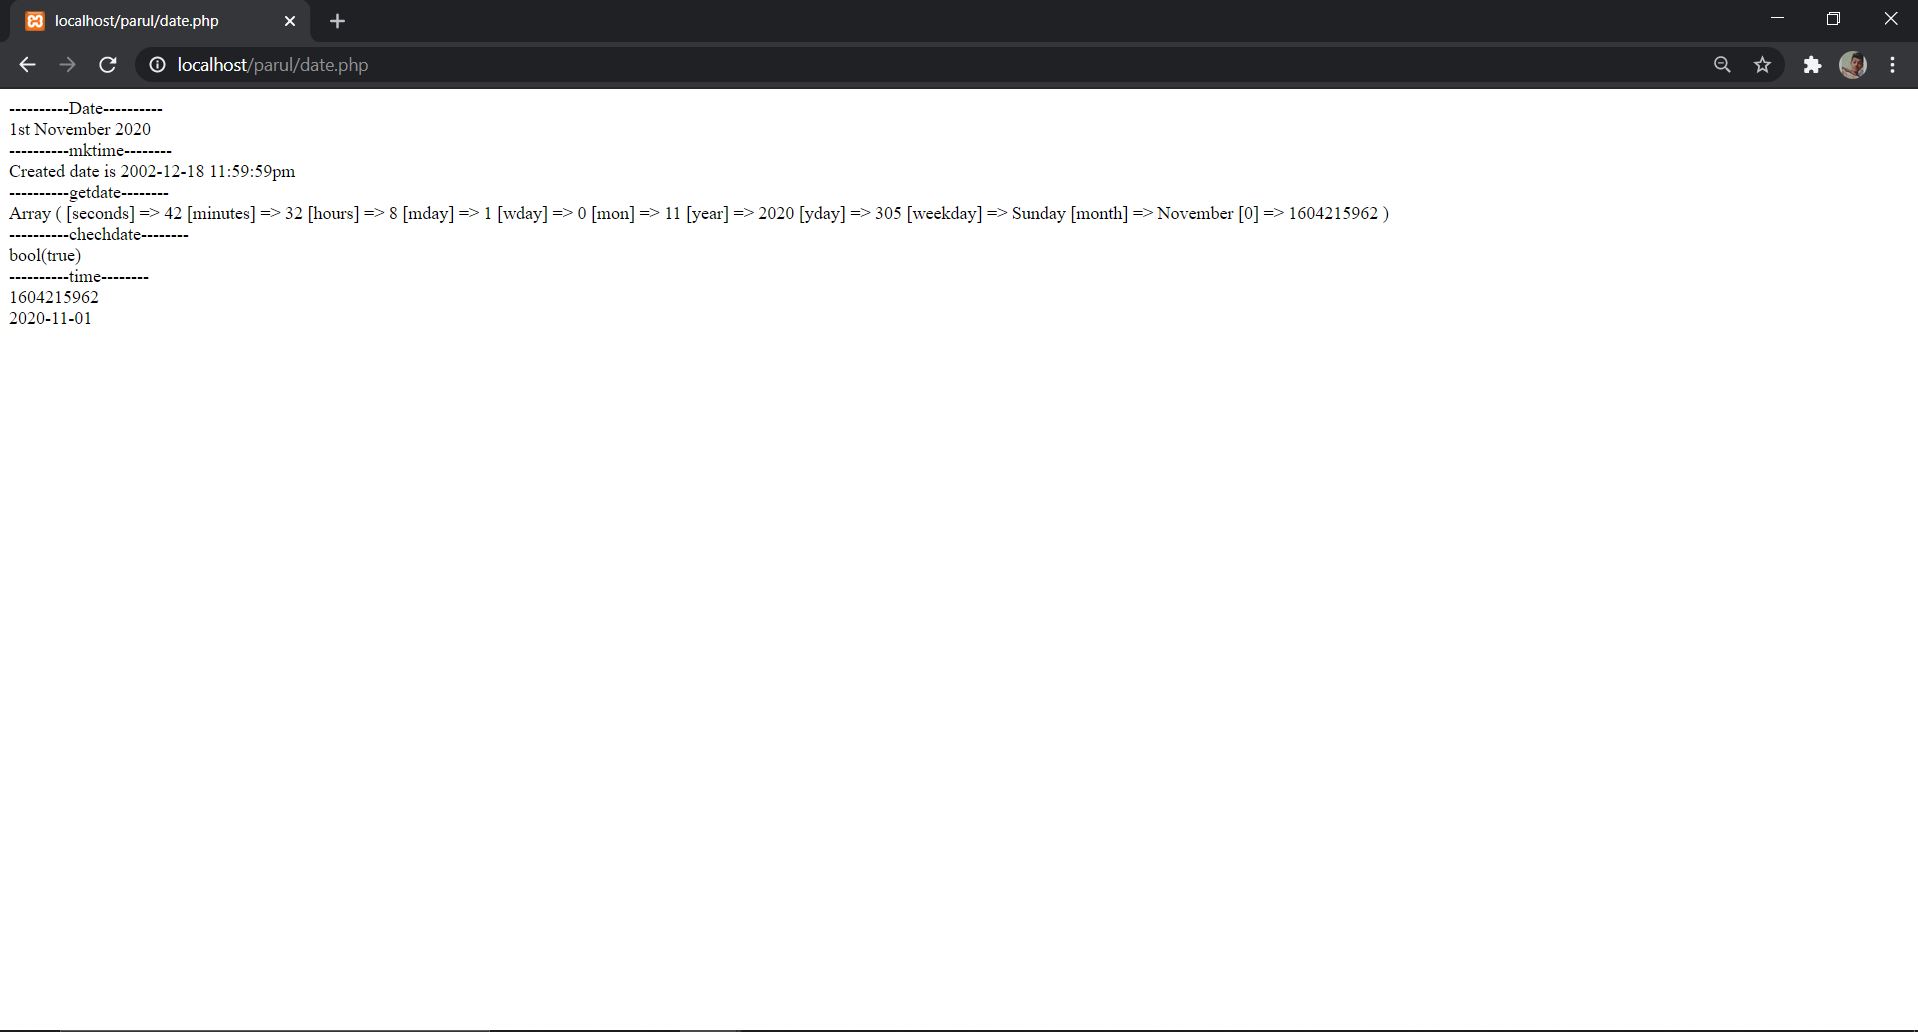 localhost/parul/date.php
localhost/parul/date.php
----------Date----------
1st November 2020
----------mktime--------
Created date is 2002-12-18 11:59:59pm
----------getdate--------
Array ( [seconds] => 42 [minutes] => 32 [hours] => 8 [mday] => 1 [wday] => 0 [mon] => 11 [year] => 2020 [yday] => 305 [weekday] => Sunday [month] => November [0] => 1604215962 )
----------chechdate--------
bool(true)
----------time--------
1604215962
2020-11-01